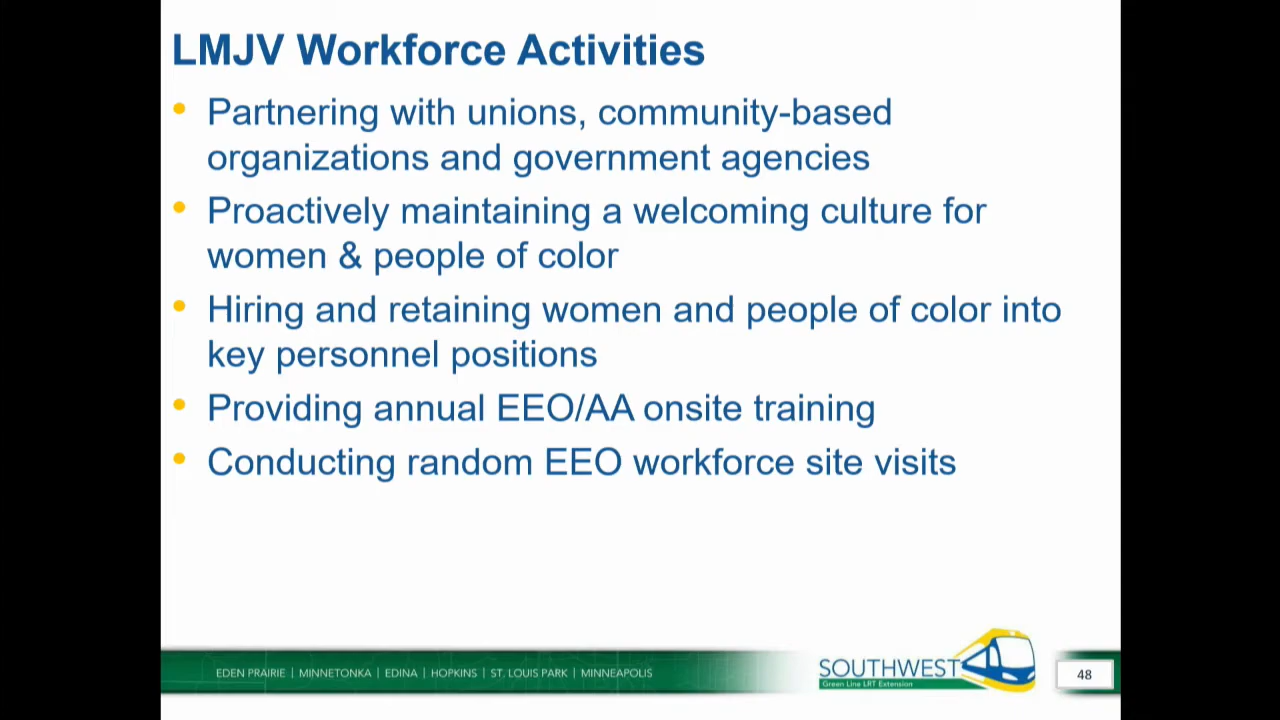 LMJV Workforce Activities
• Partnering with unions, community-based
organizations and government agencies
• Proactively maintaining a welcoming culture for
women & people of color
• Hiring and retaining women and people of color into
key personnel positions
• Providing annual EEO/AA onsite training
• Conducting random EEO workforce site visits
EDEN PRAIRIE | MINNETONKA | EDINA | HOPKINS | ST. LOUIS PARK | MINNEAPOLIS
SOUTHWEST
Green Line LRT Extension
48